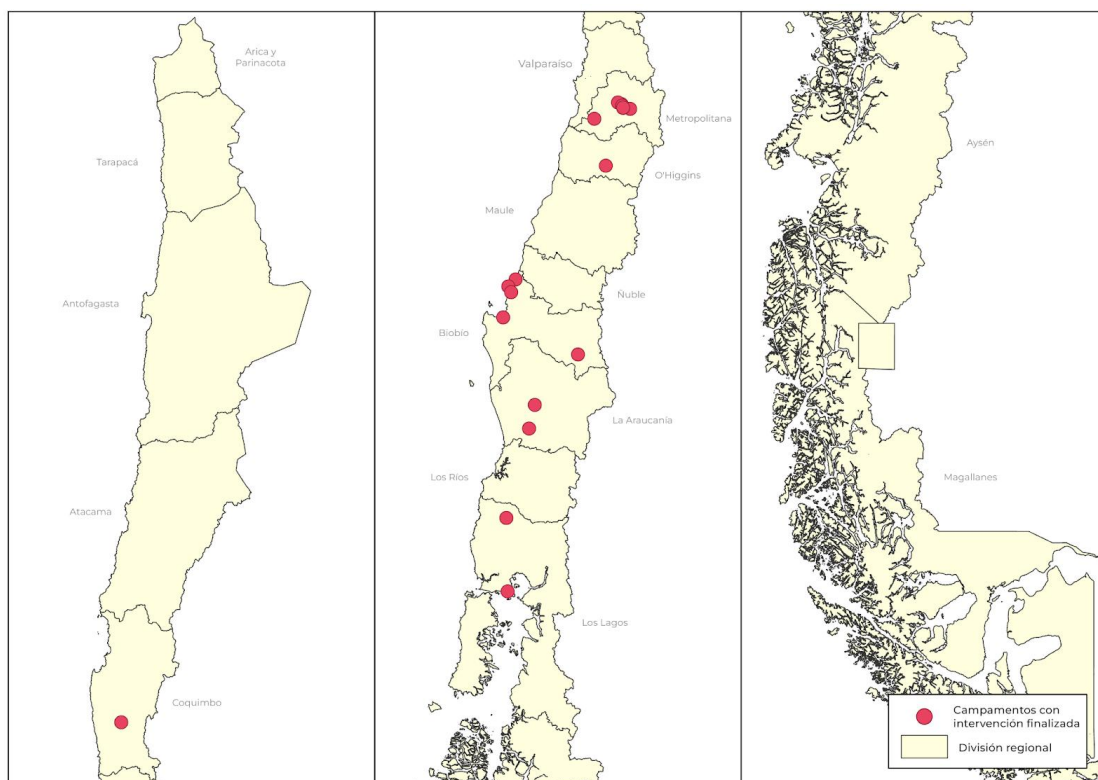 Arica y
Parinacota
Tarapacá
Antofagasta
Atacama
Coquimbo
Valparaíso
Metropolitana
O'Higgins
Maule
Ñuble
Biobío
La Araucanía
Los Ríos
Los Lagos
Aysén
Magallanes
Campamentos con
intervención finalizada
División regional